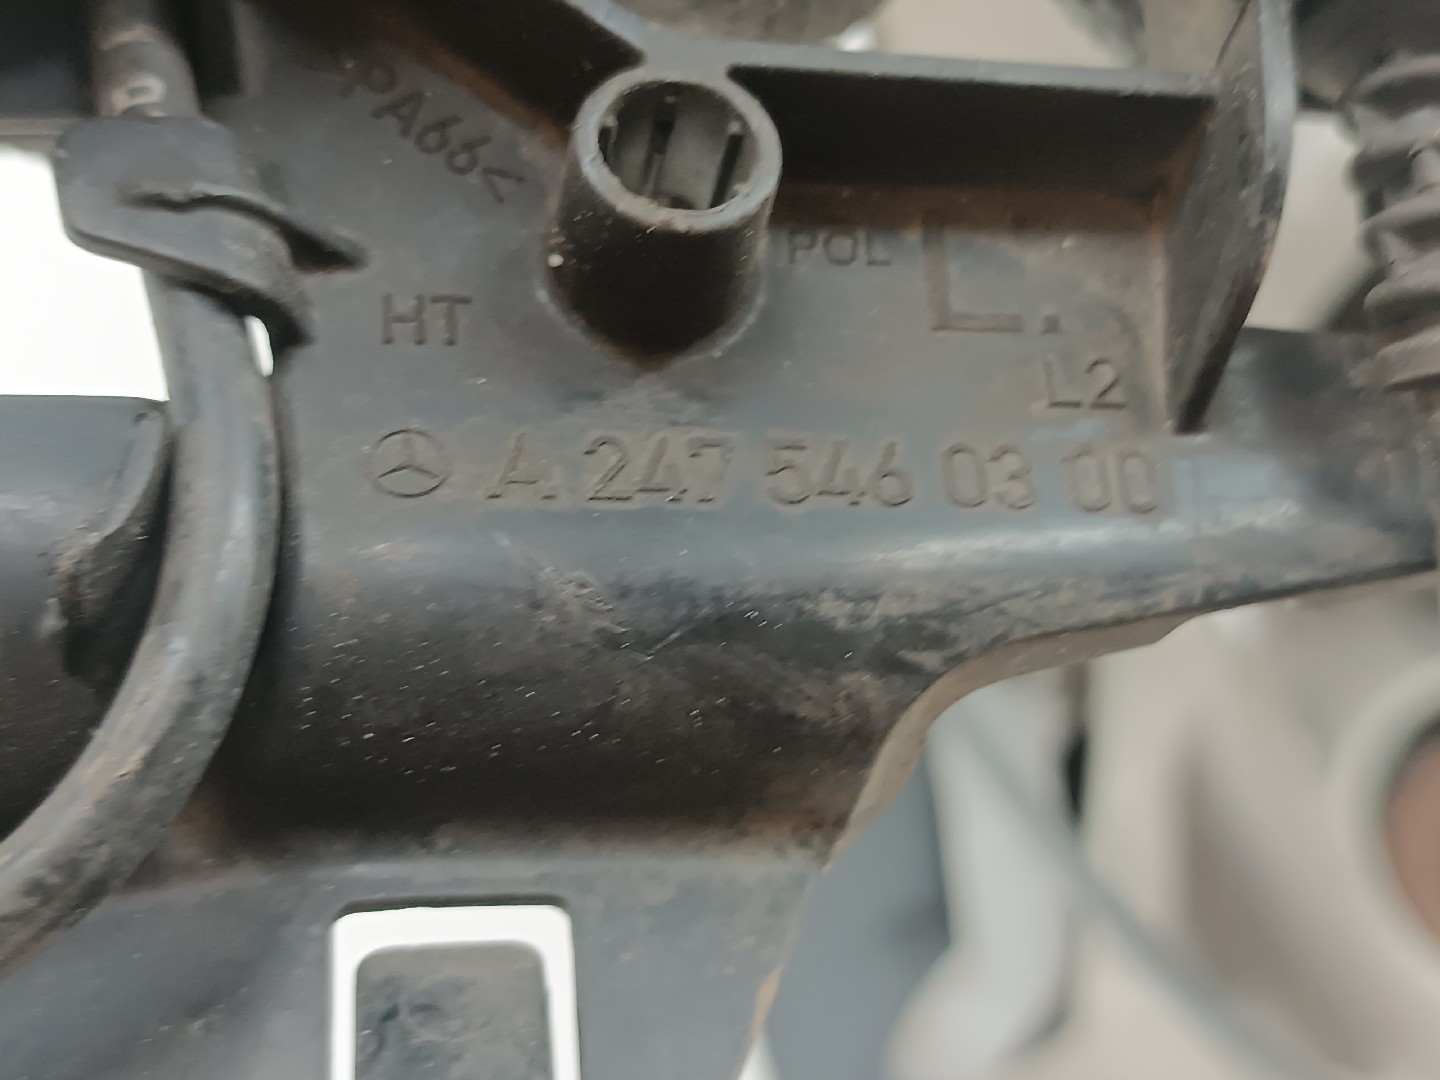 >PA66<
POL
L.
HT
L2
A 247 546 03 00